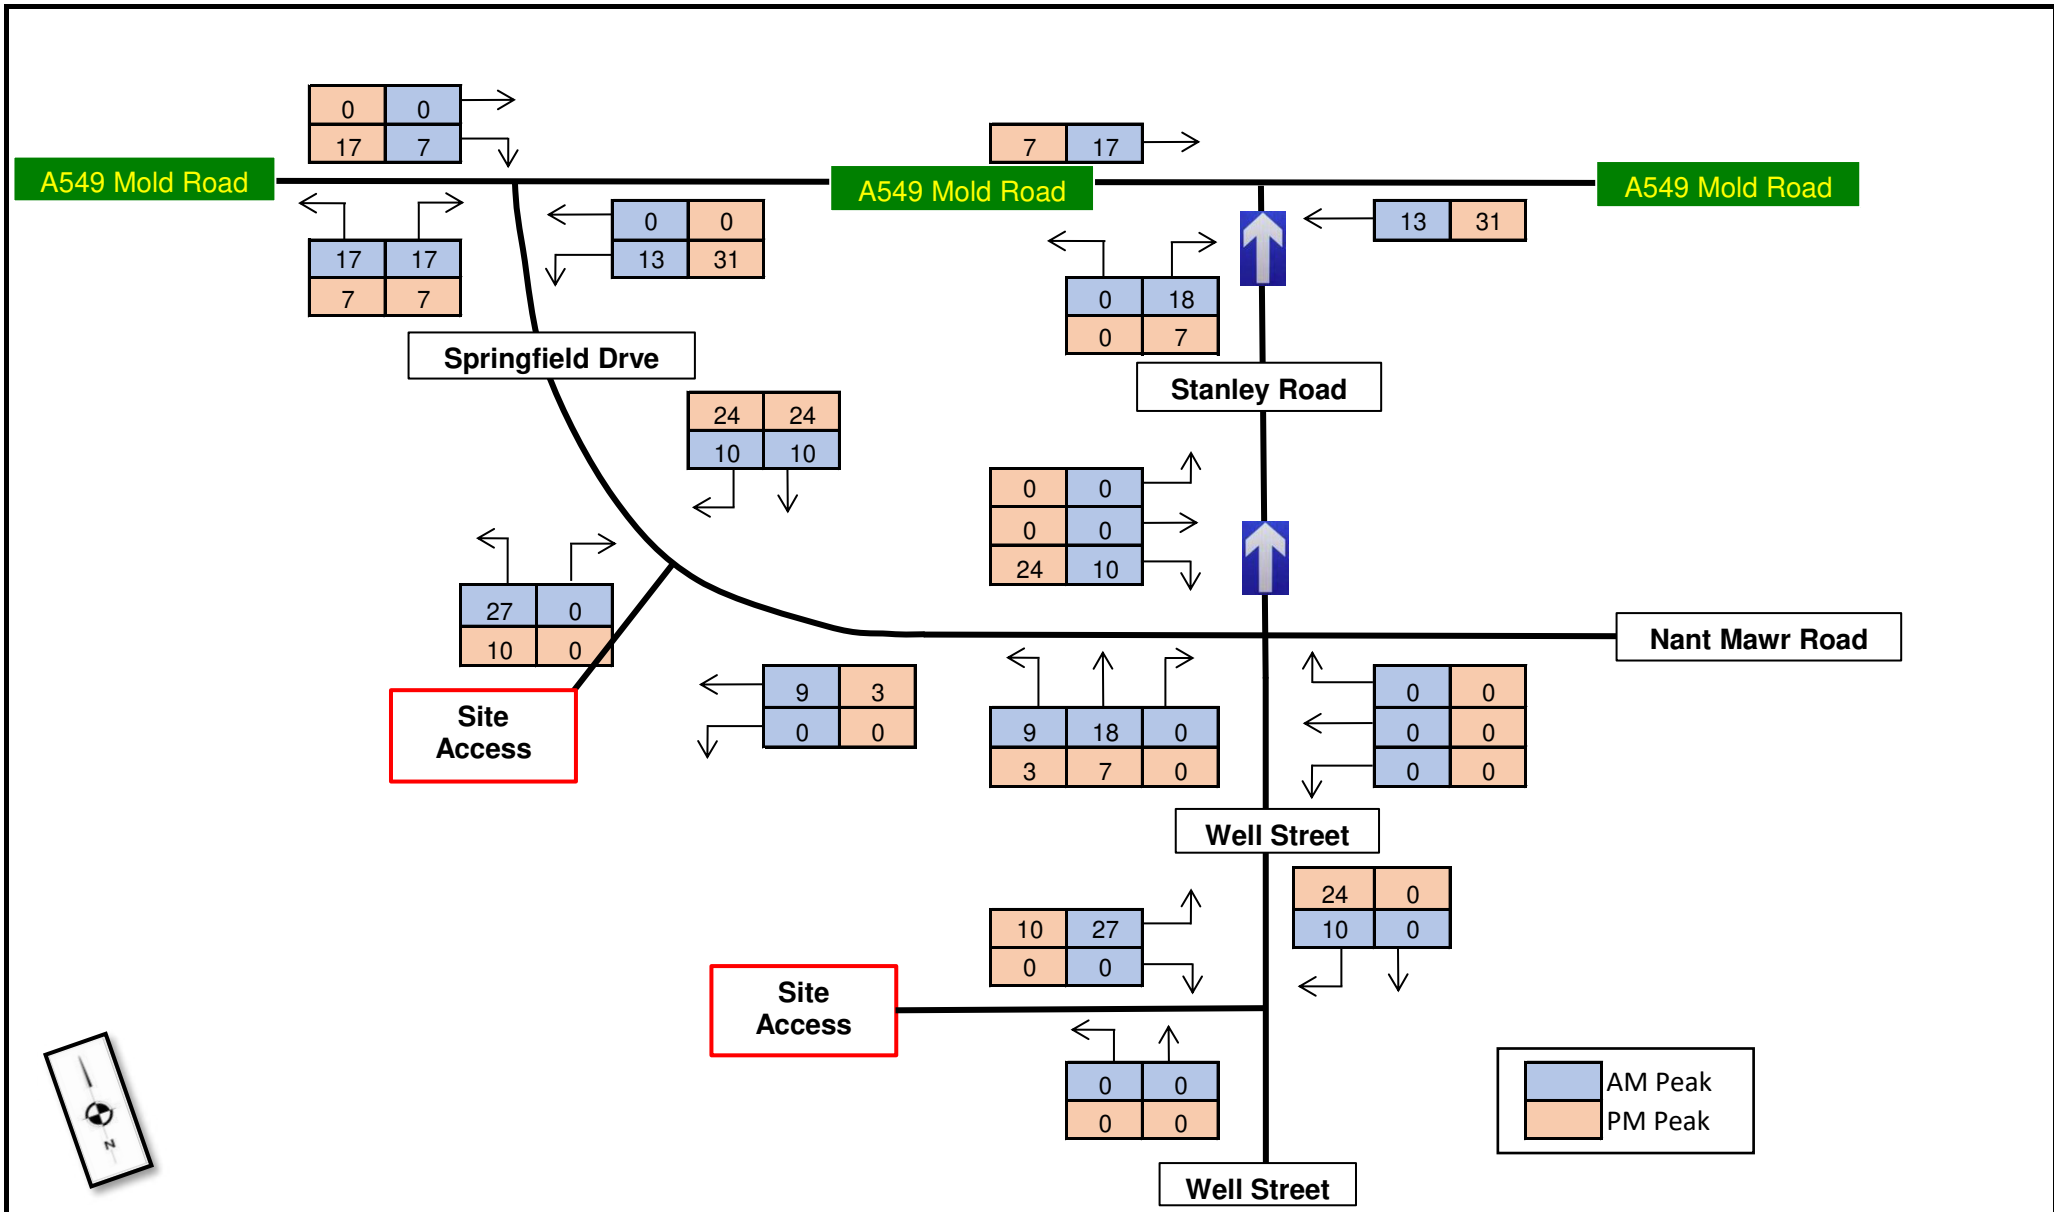 0 0
17 7
7 17
A549 Mold Road
A549 Mold Road
A549 Mold Road
0 0
13 31
13 31
17 17
7 7
0 18
0 7
Springfield Drve
Stanley Road
24 24
10 10
0 0
0 0
24 10
27 0
10 0
Nant Mawr Road
9 3
0 0
9 18 0
3 7 0
0 0
0 0
0 0
Site
Access
Well Street
24 0
10 0
10 27
0 0
Site
Access
0 0
0 0
AM Peak
PM Peak
N
Well Street